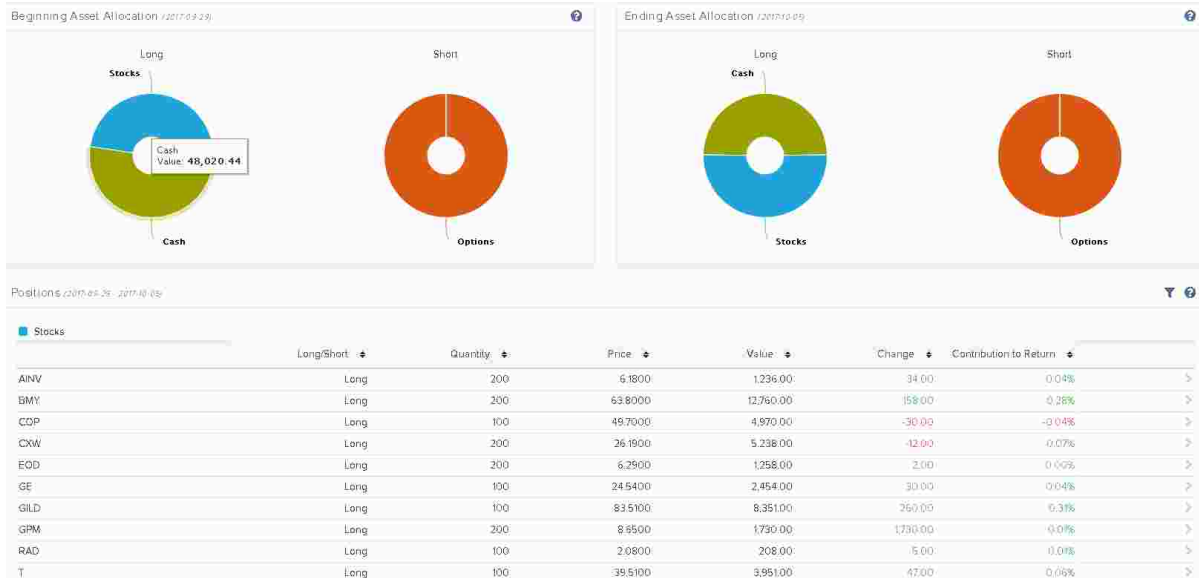 Beginning Asset Allocation (2017-09-29)
Long
Short
Stocks
Cash
Value: 48,020.44
Cash
Options
Ending Asset Allocation (2017-10-05)
Long
Short
Cash
Stocks
Options
Positions (2017-09-29 - 2017-10-05)
Stocks
Long/Short Quantity Price Value Change Contribution to Return
AINV Long 200 6.1800 1,236.00 34.00 0.04%
BMY Long 200 63.8000 12,760.00 158.00 0.28%
COP Long 100 49.7000 4,970.00 -30.00 -0.04%
CXW Long 200 26.1900 5,238.00 -12.00 0.07%
EOD Long 200 6.2900 1,258.00 2.00 0.00%
GE Long 100 24.5400 2,454.00 30.00 0.04%
GILD Long 100 83.5100 8,351.00 260.00 0.31%
GPM Long 200 8.6500 1,730.00 1,730.00 0.01%
RAD Long 100 2.0800 208.00 5.00 0.01%
T Long 100 39.5100 3,951.00 47.00 0.06%